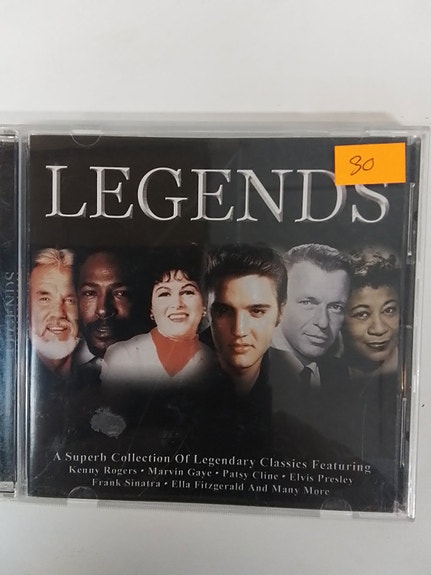 LEGENDS
80
LEGENDS
A Superb Collection Of Legendary Classics Featuring
Kenny Rogers • Marvin Gaye • Patsy Cline • Elvis Presley
Frank Sinatra • Ella Fitzgerald And Many More